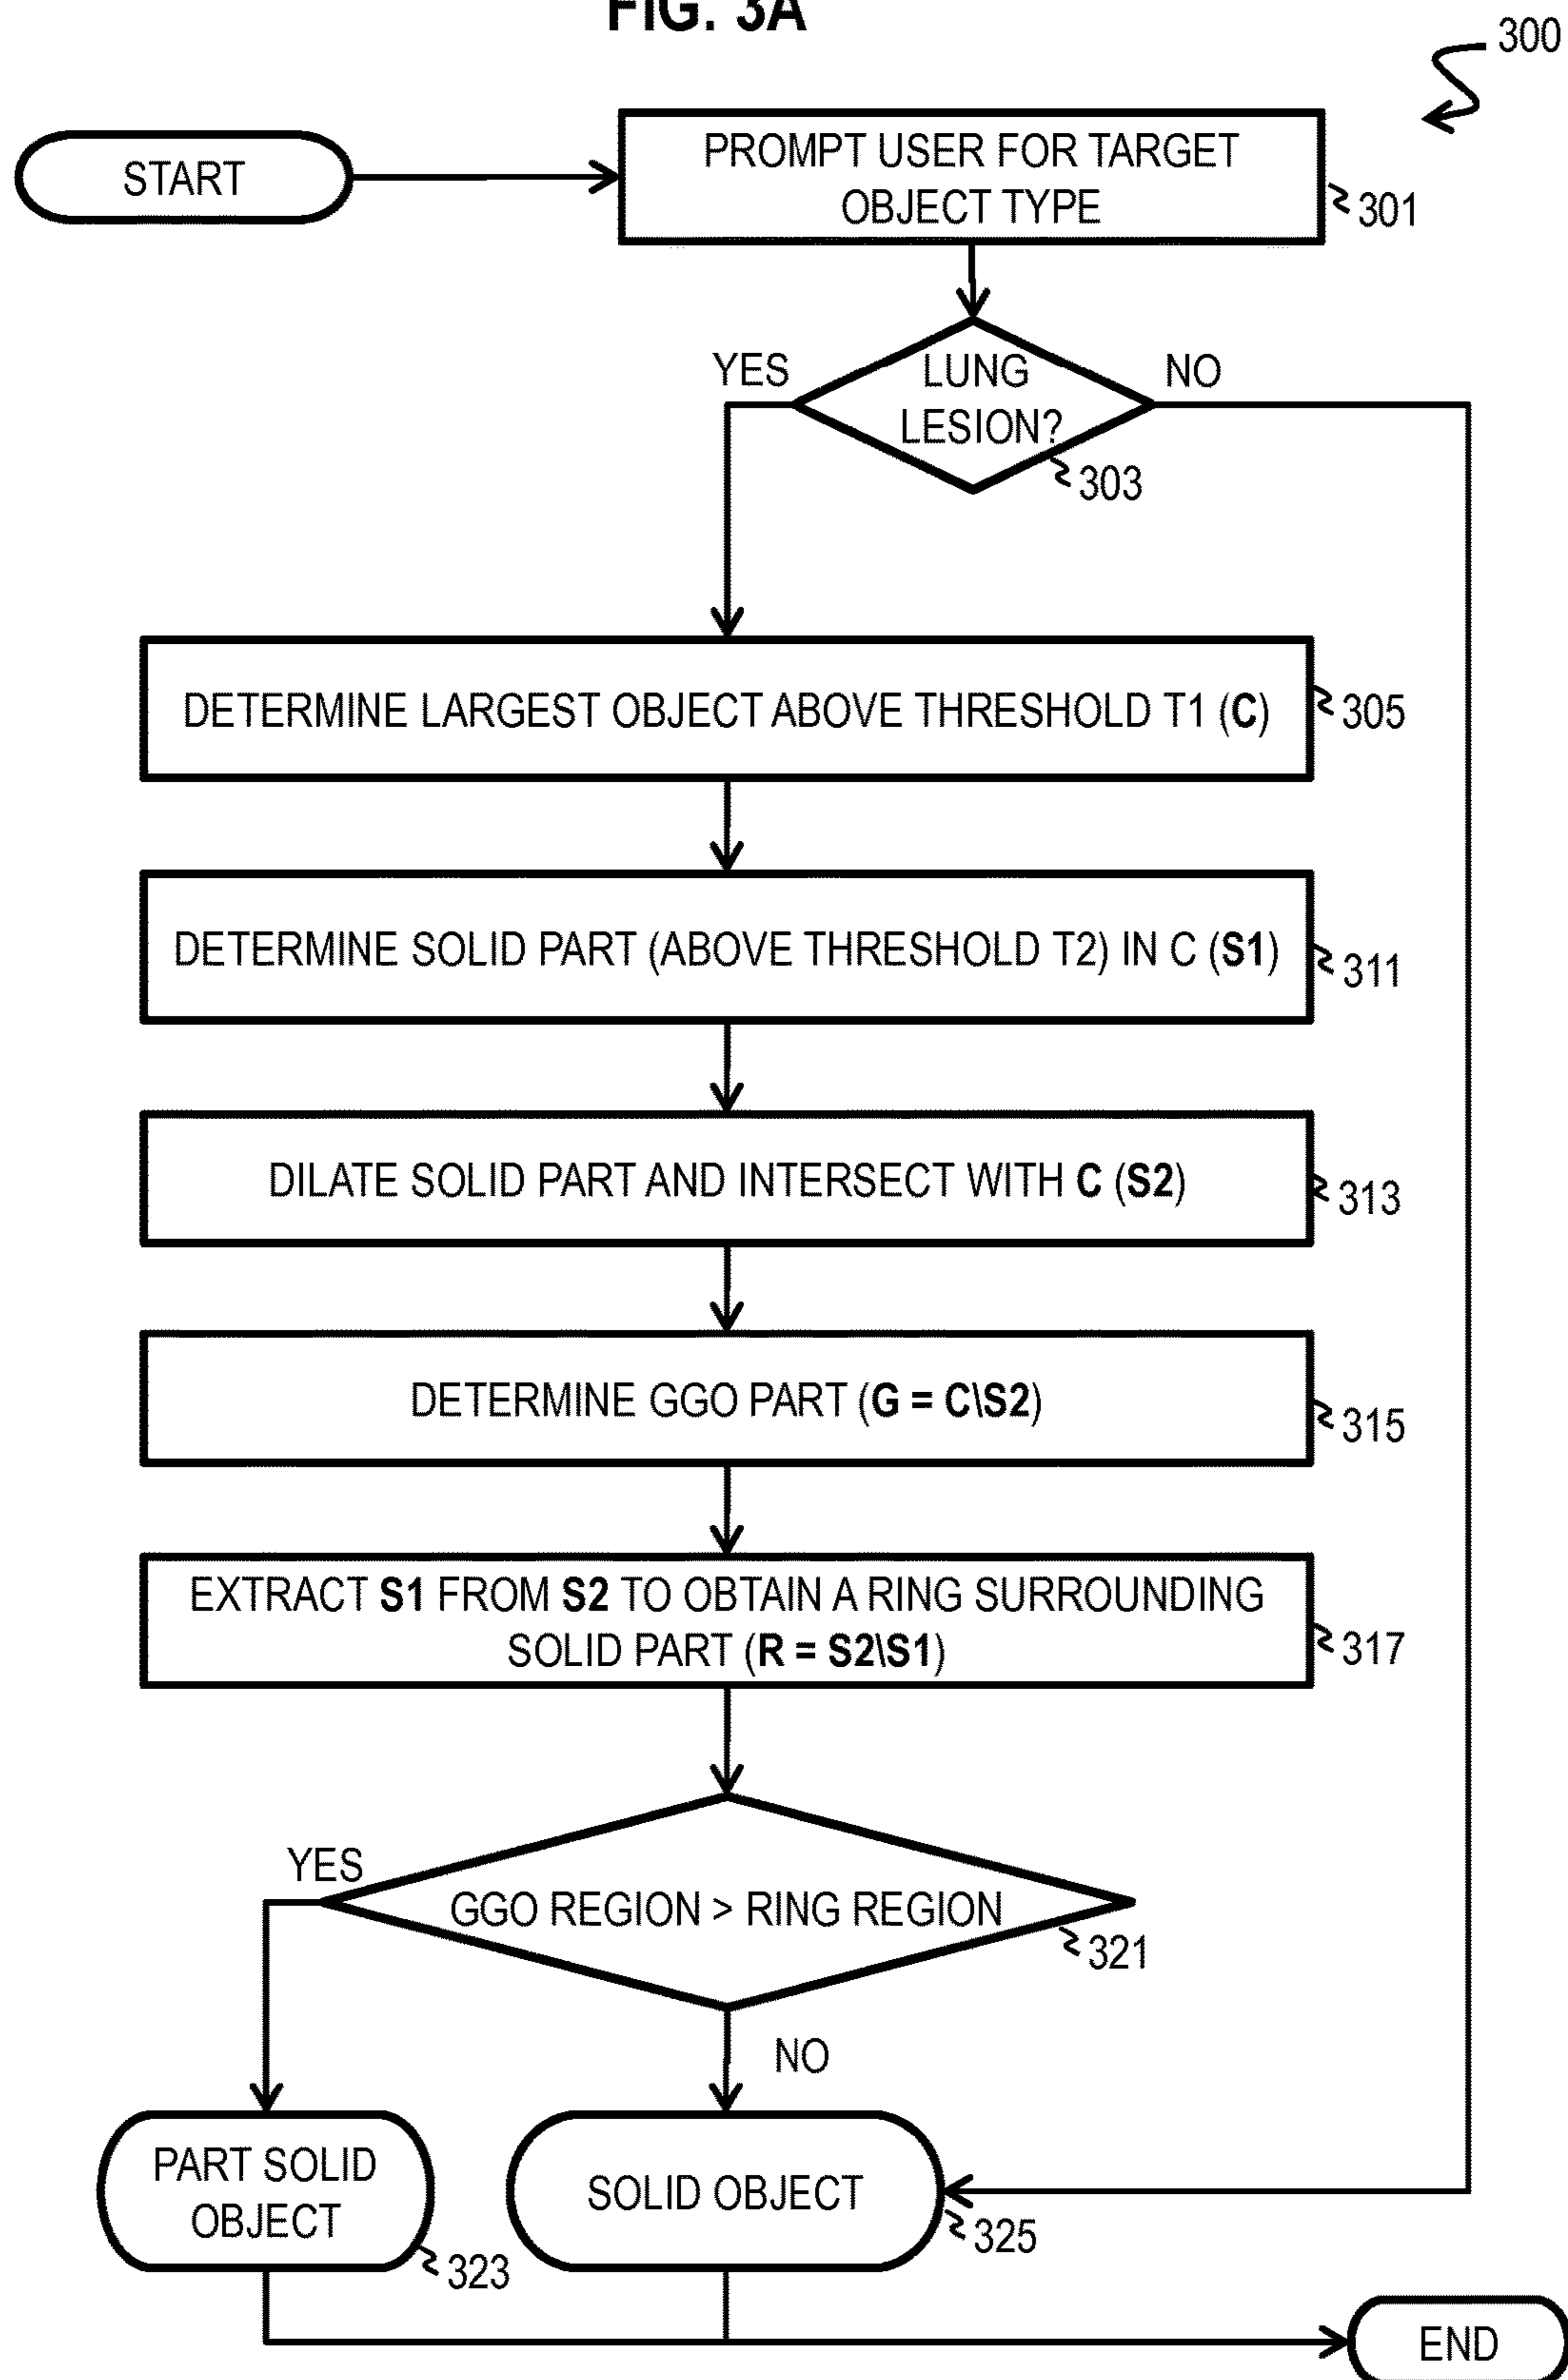 FIG. 3A
300
START
PROMPT USER FOR TARGET
OBJECT TYPE
301
YES
LUNG
LESION?
NO
303
DETERMINE LARGEST OBJECT ABOVE THRESHOLD T1 (C)
305
DETERMINE SOLID PART (ABOVE THRESHOLD T2) IN C (S1)
311
DILATE SOLID PART AND INTERSECT WITH C (S2)
313
DETERMINE GGO PART (G = C\S2)
315
EXTRACT S1 FROM S2 TO OBTAIN A RING SURROUNDING
SOLID PART (R = S2\S1)
317
YES
GGO REGION > RING REGION
321
NO
PART SOLID
OBJECT
323
SOLID OBJECT
325
END